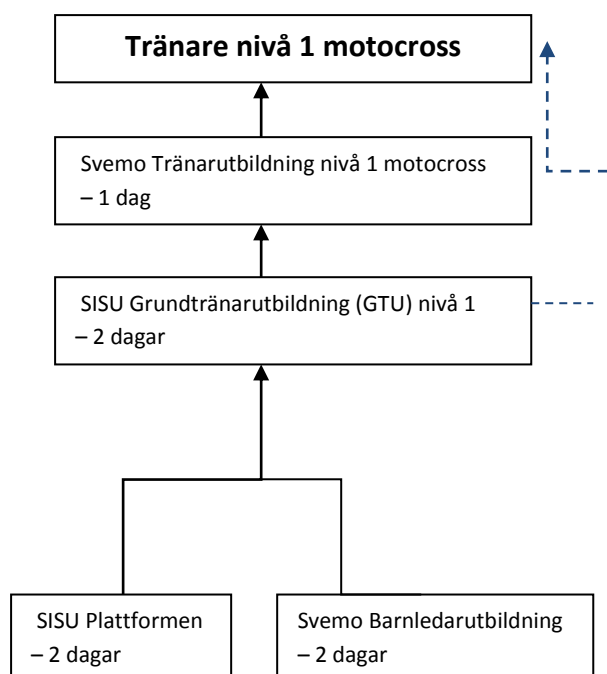 Tränare nivå 1 motocross
Svemo Tränarutbildning nivå 1 motocross
– 1 dag
SISU Grundtränarutbildning (GTU) nivå 1
– 2 dagar
SISU Plattformen
– 2 dagar
Svemo Barnledarutbildning
– 2 dagar